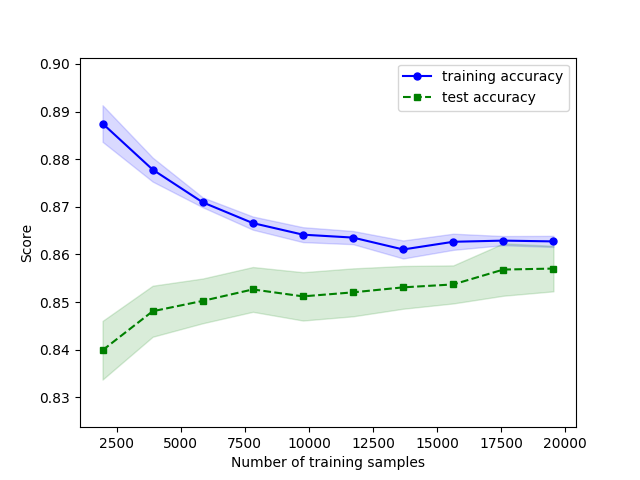 0.90
0.89
0.88
0.87
0.86
0.85
0.84
0.83
Score
training accuracy
test accuracy
2500 5000 7500 10000 12500 15000 17500 20000
Number of training samples